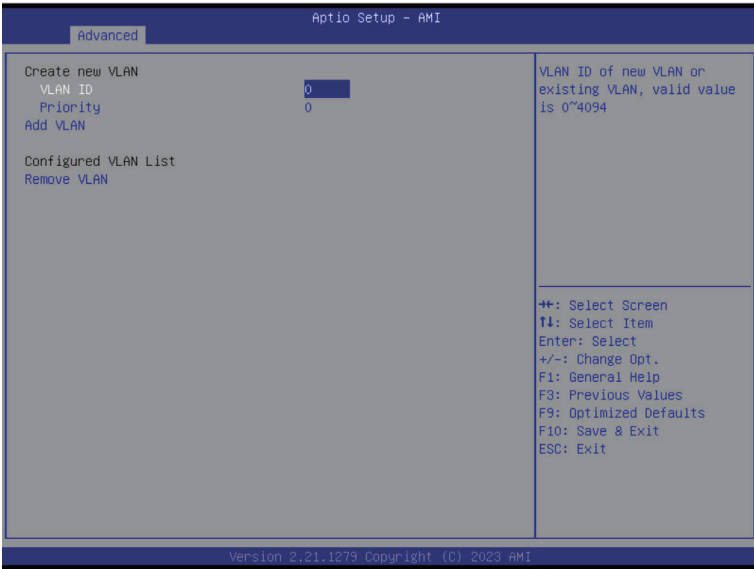 Aptio Setup – AMI
Advanced
Create new VLAN
VLAN ID 0
Priority 0
Add VLAN
Configured VLAN List
Remove VLAN
VLAN ID of new VLAN or
existing VLAN, valid value
is 0~4094
→←: Select Screen
↑↓: Select Item
Enter: Select
+/-: Change Opt.
F1: General Help
F3: Previous Values
F9: Optimized Defaults
F10: Save & Exit
ESC: Exit
Version 2.21.1279 Copyright (C) 2023 AMI